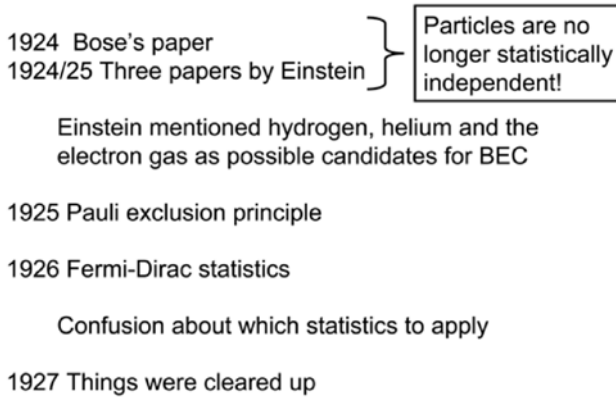 1924 Bose's paper
1924/25 Three papers by Einstein
Particles are no
longer statistically
independent!
Einstein mentioned hydrogen, helium and the
electron gas as possible candidates for BEC
1925 Pauli exclusion principle
1926 Fermi-Dirac statistics
Confusion about which statistics to apply
1927 Things were cleared up